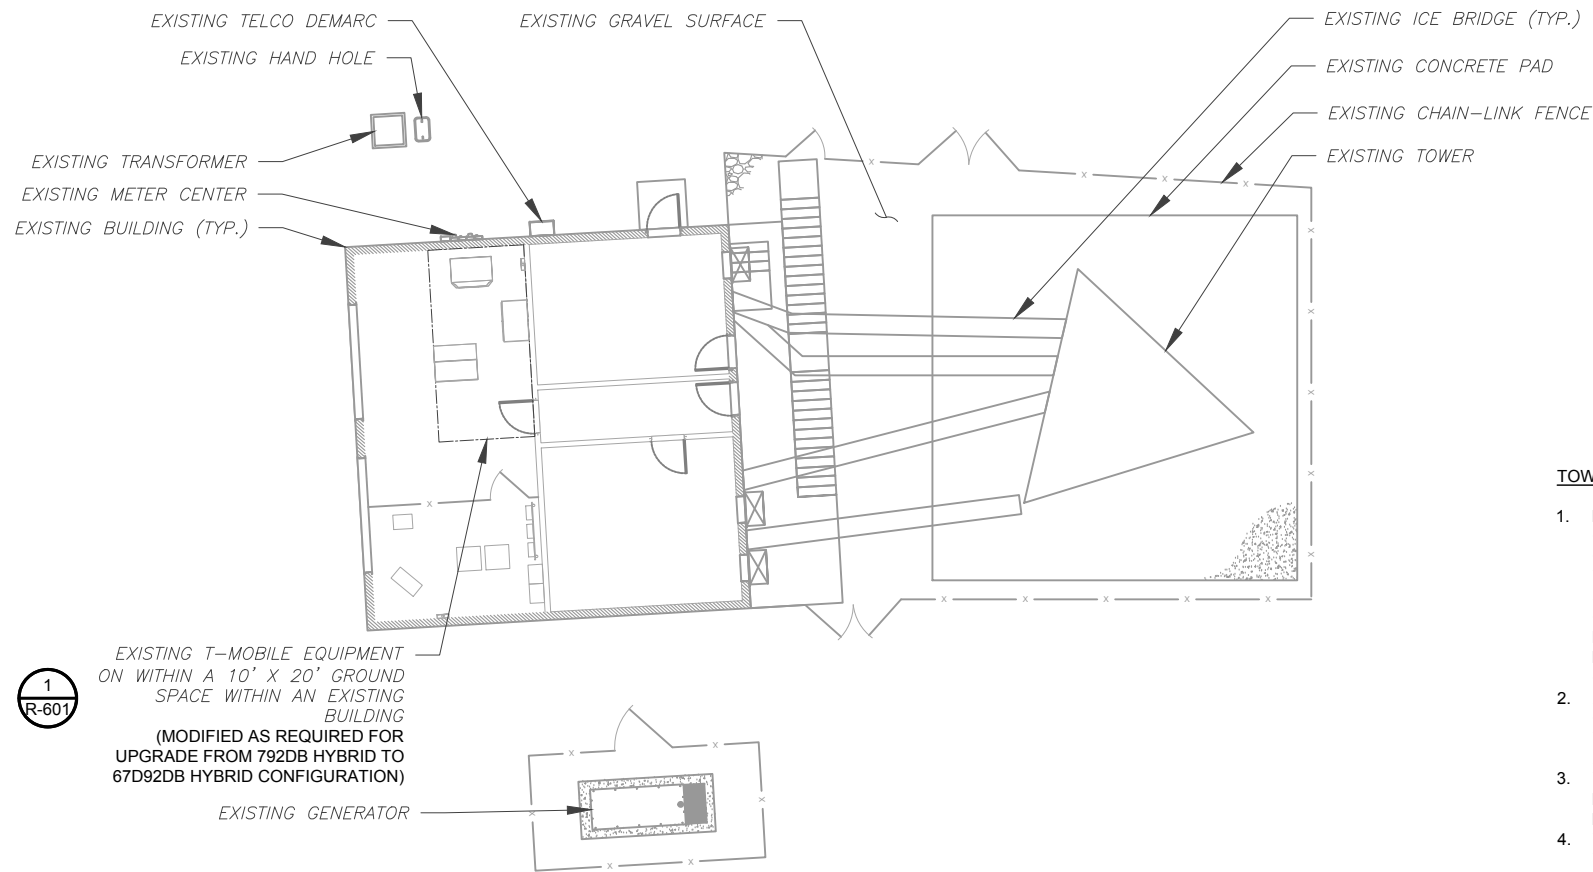 EXISTING TELCO DEMARC
EXISTING GRAVEL SURFACE
EXISTING ICE BRIDGE (TYP.)
EXISTING HAND HOLE
EXISTING CONCRETE PAD
EXISTING CHAIN-LINK FENCE
EXISTING TRANSFORMER
EXISTING TOWER
EXISTING METER CENTER
EXISTING BUILDING (TYP.)
TOW
1.
EXISTING T-MOBILE EQUIPMENT
ON WITHIN A 10' X 20' GROUND
SPACE WITHIN AN EXISTING
BUILDING
(MODIFIED AS REQUIRED FOR
UPGRADE FROM 792DB HYBRID TO
67D92DB HYBRID CONFIGURATION)
1
R-601
2.
3.
EXISTING GENERATOR
4.